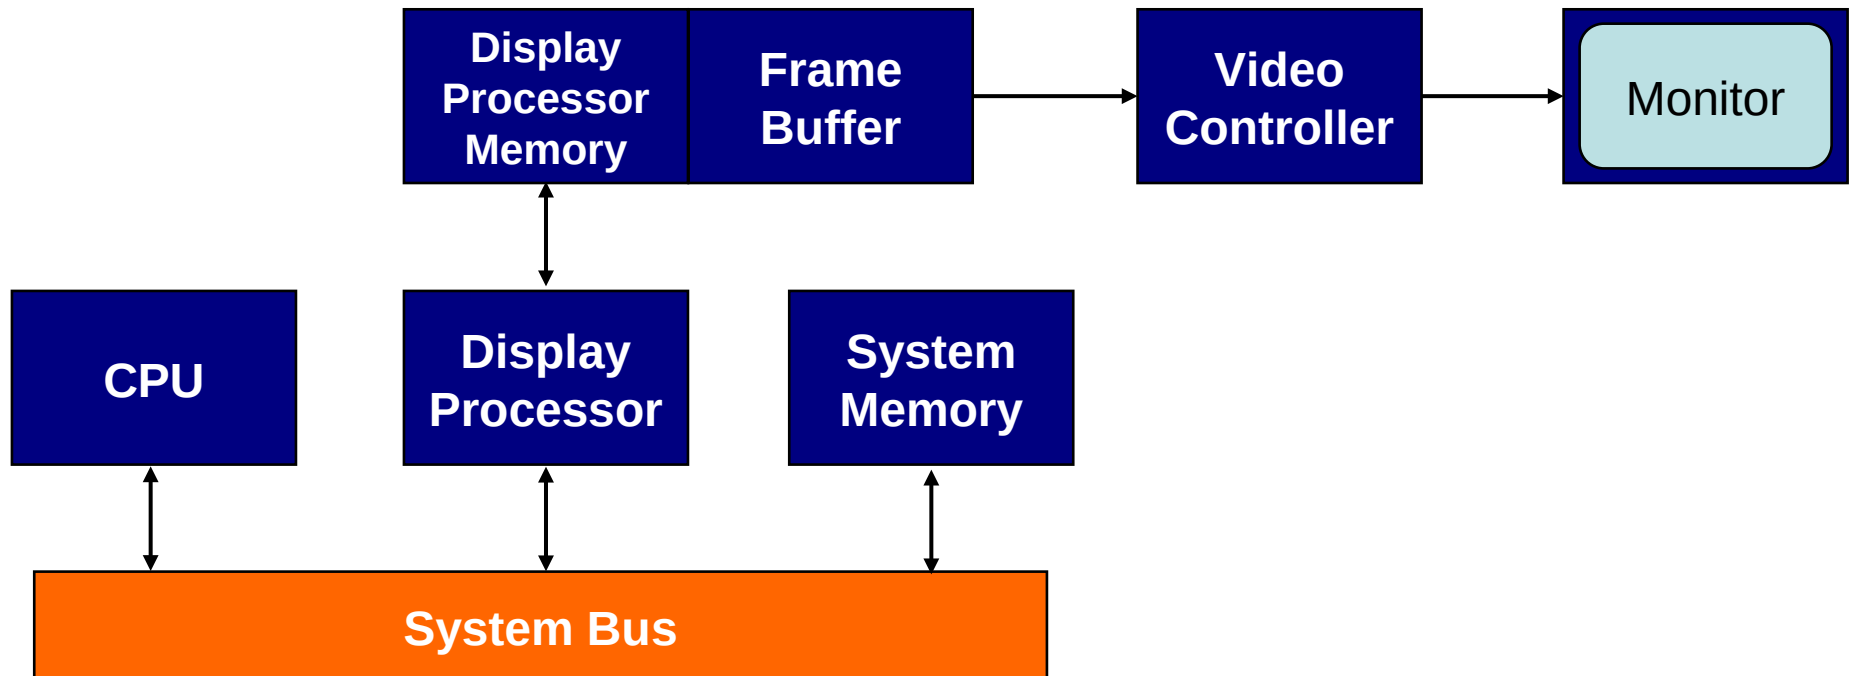 Display
Processor
Memory
Frame
Buffer
Video
Controller
Monitor
CPU
Display
Processor
System
Memory
System Bus